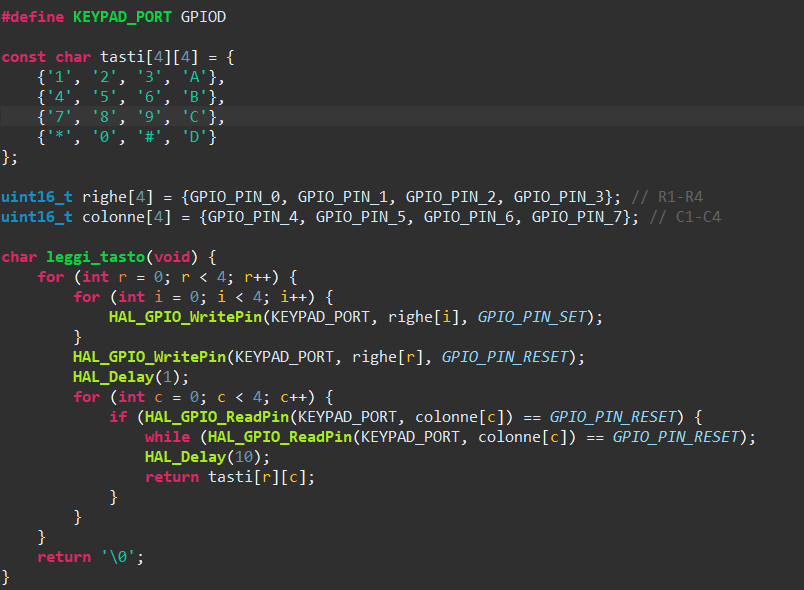 #define KEYPAD_PORT GPIOD
const char tasti[4][4] = {
    {'1', '2', '3', 'A'},
    {'4', '5', '6', 'B'},
    {'7', '8', '9', 'C'},
    {'*', '0', '#', 'D'}
};
uint16_t righe[4] = {GPIO_PIN_0, GPIO_PIN_1, GPIO_PIN_2, GPIO_PIN_3}; // R1-R4
uint16_t colonne[4] = {GPIO_PIN_4, GPIO_PIN_5, GPIO_PIN_6, GPIO_PIN_7}; // C1-C4
char leggi_tasto(void) {
    for (int r = 0; r < 4; r++) {
        for (int i = 0; i < 4; i++) {
            HAL_GPIO_WritePin(KEYPAD_PORT, righe[i], GPIO_PIN_SET);
        }
        HAL_GPIO_WritePin(KEYPAD_PORT, righe[r], GPIO_PIN_RESET);
        HAL_Delay(1);
        for (int c = 0; c < 4; c++) {
            if (HAL_GPIO_ReadPin(KEYPAD_PORT, colonne[c]) == GPIO_PIN_RESET) {
                while (HAL_GPIO_ReadPin(KEYPAD_PORT, colonne[c]) == GPIO_PIN_RESET);
                HAL_Delay(10);
                return tasti[r][c];
            }
        }
    }
    return '\0';
}